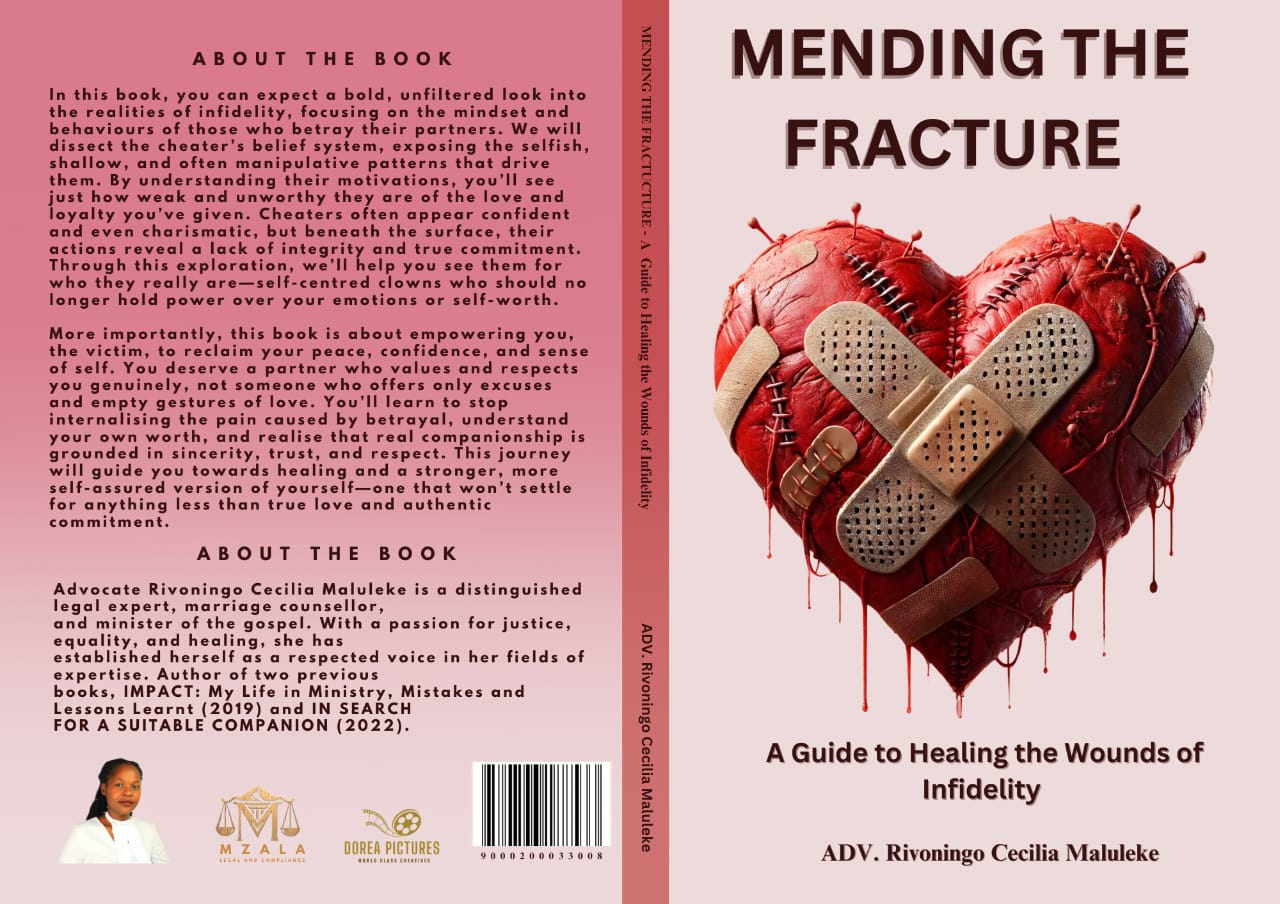 ABOUT THE BOOK
In this book, you can expect a bold, unfiltered look into
the realities of infidelity, focusing on the mindset and
behaviours of those who betray their partners. We will
dissect the cheater's belief system, exposing the selfish,
shallow, and often manipulative patterns that drive
them. By understanding their motivations, you'll see
just how weak and unworthy they are of the love and
loyalty you've given. Cheaters often appear confident
and even charismatic, but beneath the surface, their
actions reveal a lack of integrity and true commitment.
Through this exploration, we'll help you see them for
who they really are—self-centred clowns who should no
longer hold power over your emotions or self-worth.
More importantly, this book is about empowering you,
the victim, to reclaim your peace, confidence, and sense
of self. You deserve a partner who values and respects
you genuinely, not someone who offers only excuses
and empty gestures of love. You'll learn to stop
internalising the pain caused by betrayal, understand
your own worth, and realise that real companionship is
grounded in sincerity, trust, and respect. This journey
will guide you towards healing and a stronger, more
self-assured version of yourself—one that won't settle
for anything less than true love and authentic
commitment.
ABOUT THE BOOK
Advocate Rivoningo Cecilia Maluleke is a distinguished
legal expert, marriage counsellor,
and minister of the gospel. With a passion for justice,
equality, and healing, she has
established herself as a respected voice in her fields of
expertise. Author of two previous
books, IMPACT: My Life in Ministry, Mistakes and
Lessons Learnt (2019) and IN SEARCH
FOR A SUITABLE COMPANION (2022).
M
MZALA
LEGAL AND COMPLIANCE
DOREA PICTURES
WORLD CLASS CREATIVES
9000200033008
MENDING THE FRACTUCTURE - A Guide to Healing the Wounds of Infidelity
ADV. Rivoningo Cecilia Maluleke
MENDING THE
FRACTURE
A Guide to Healing the Wounds of
Infidelity
ADV. Rivoningo Cecilia Maluleke